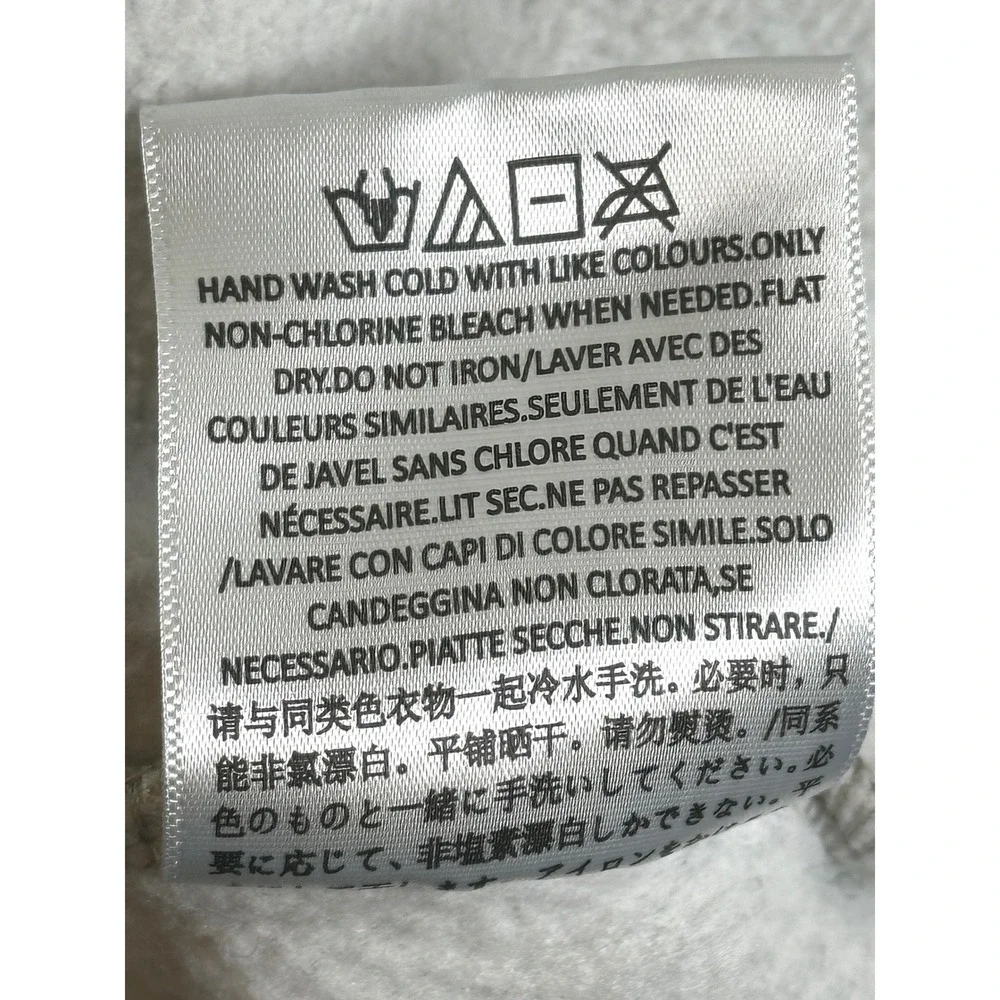 HAND WASH COLD WITH LIKE COLOURS.ONLY
NON-CHLORINE BLEACH WHEN NEEDED.FLAT
DRY.DO NOT IRON/LAVER AVEC DES
COULEURS SIMILAIRES.SEULEMENT DE L'EAU
DE JAVEL SANS CHLORE QUAND C'EST
NÉCESSAIRE.LIT SEC.NE PAS REPASSER
/LAVARE CON CAPI DI COLORE SIMILE.SOLO
CANDEGGINA NON CLORATA,SE
NECESSARIO.PIATTE SECCHE.NON STIRARE./
请与同类色衣物一起冷水手洗。必要时，只
能非氯漂白。平铺晒干。请勿熨烫。/同系
色のものと一緒に手洗いしてください。必
要に応じて、非塩素漂白しかできない。平
アイロンを